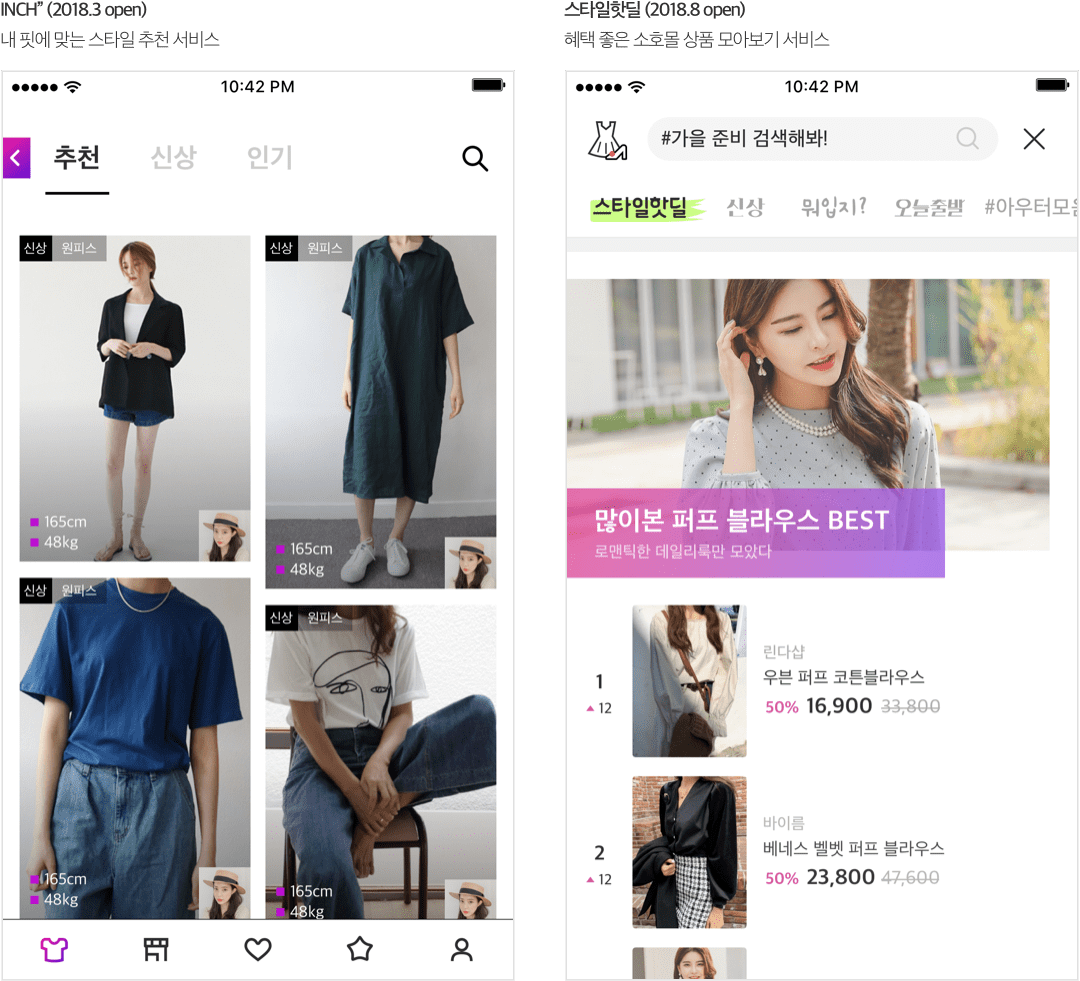 INCH” (2018.3 open)
내 핏에 맞는 스타일 추천 서비스
10:42 PM
추천 신상 인기
신상 원피스
165cm
48kg
신상 원피스
165cm
48kg
신상 원피스
165cm
48kg
신상 원피스
165cm
48kg
스타일핫딜 (2018.8 open)
혜택 좋은 소호몰 상품 모아보기 서비스
10:42 PM
#가을 준비 검색해봐!
스타일핫딜 신상 뭐입지? 오늘출발 #아우터모음
많이본 퍼프 블라우스 BEST
로맨틱한 데일리룩만 모았다
1
▲ 12
린다샵
우븐 퍼프 코튼블라우스
50% 16,900 33,800
2
▲ 12
바이름
베네스 벨벳 퍼프 블라우스
50% 23,800 47,600